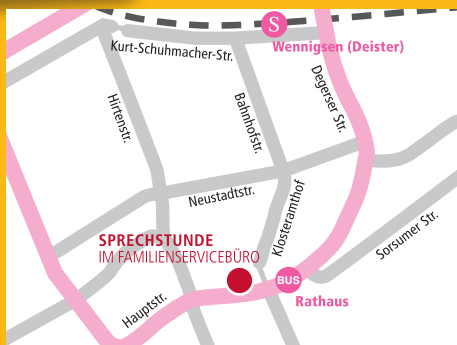 S
Wennigsen (Deister)
Kurt-Schuhmacher-Str.
Degerser Str.
Hirtenstr.
Bahnhofstr.
Neustadtstr.
Klosteramthof
Sorsumer Str.
SPRECHSTUNDE
IM FAMILIENSERVICEBÜRO
BUS
Rathaus
Hauptstr.